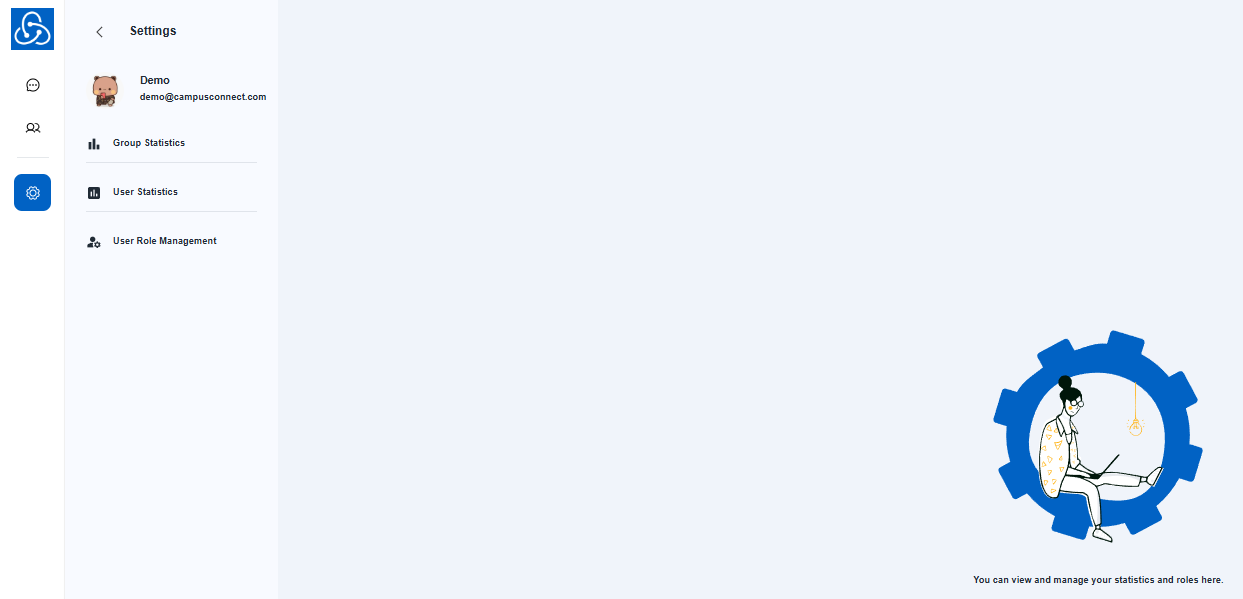 Settings
Demo
demo@campusconnect.com
Group Statistics
User Statistics
User Role Management
You can view and manage your statistics and roles here.